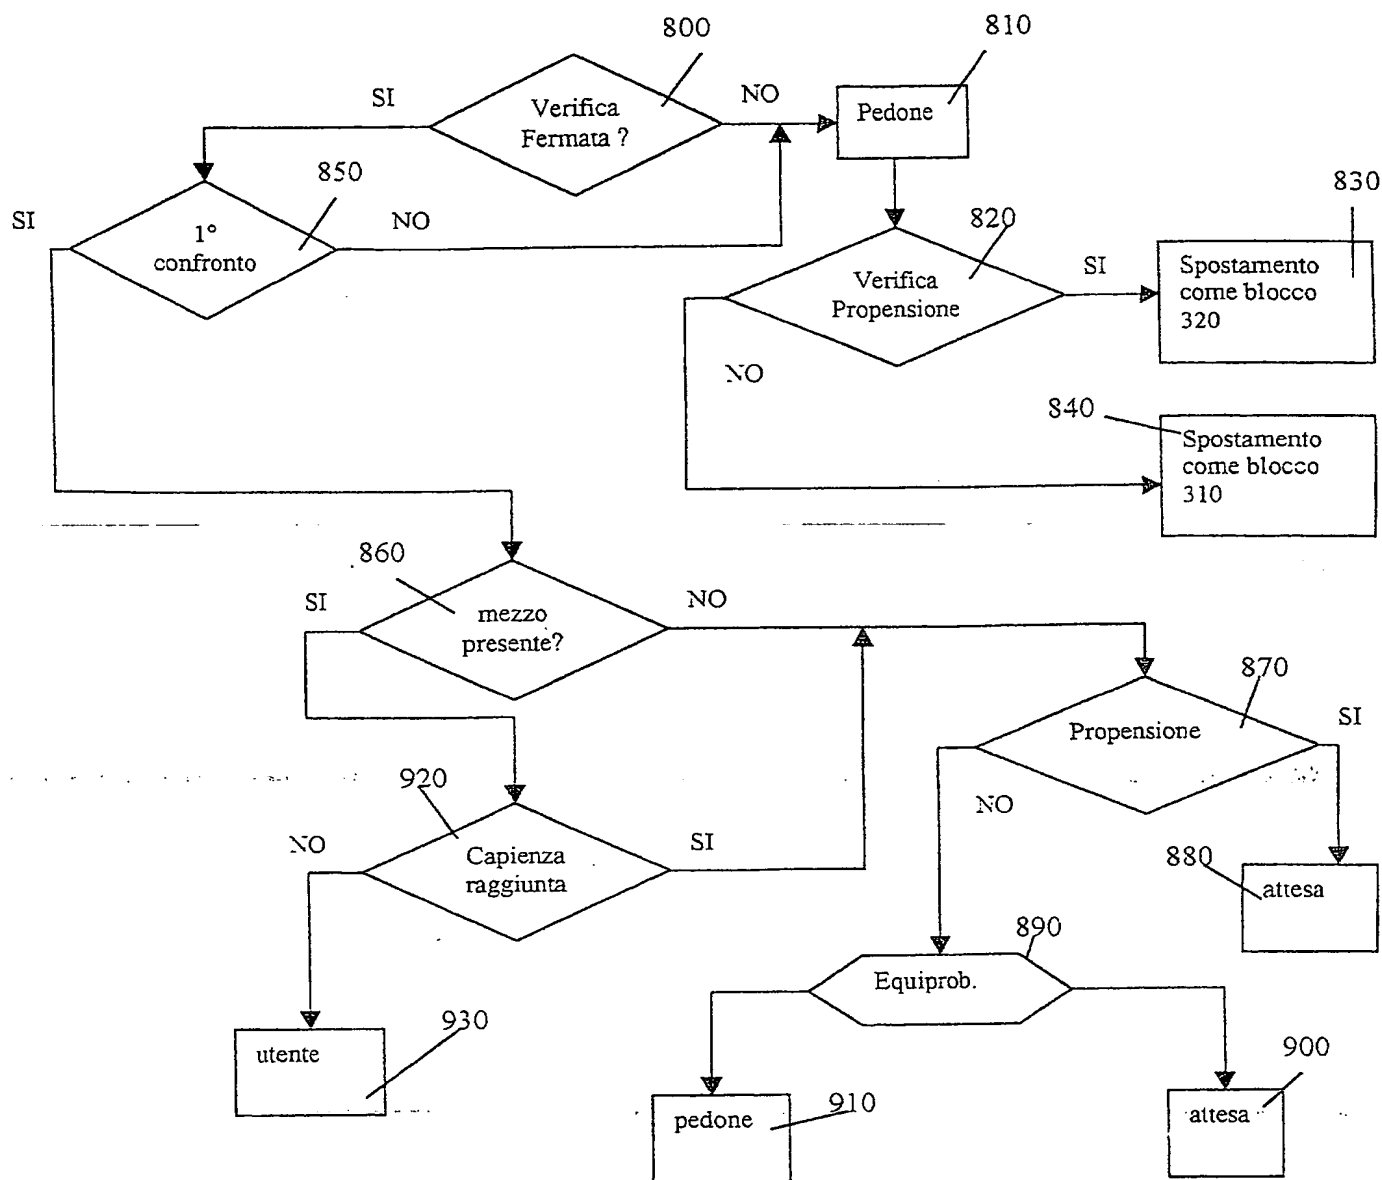 800
810
SI
Verifica
Fermata ?
NO
Pedone
850
830
SI
1°
confronto
NO
820
Verifica
Propensione
SI
Spostamento
come blocco
320
NO
840
Spostamento
come blocco
310
860
SI
mezzo
presente?
NO
870
Propensione
SI
920
NO
NO
Capienza
raggiunta
SI
880
attesa
890
Equiprob.
930
utente
900
910
pedone
attesa